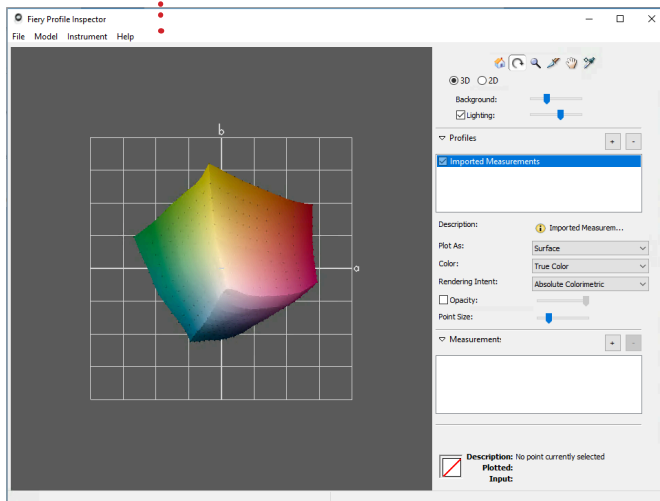 Fiery Profile Inspector
File Model Instrument Help
3D 2D
Background:
Lighting:
Profiles
+ -
Imported Measurements
Description: Imported Measurem...
Plot As: Surface
Color: True Color
Rendering Intent: Absolute Colorimetric
Opacity:
Point Size:
Measurement:
+ -
b
a
Description: No point currently selected
Plotted:
Input: